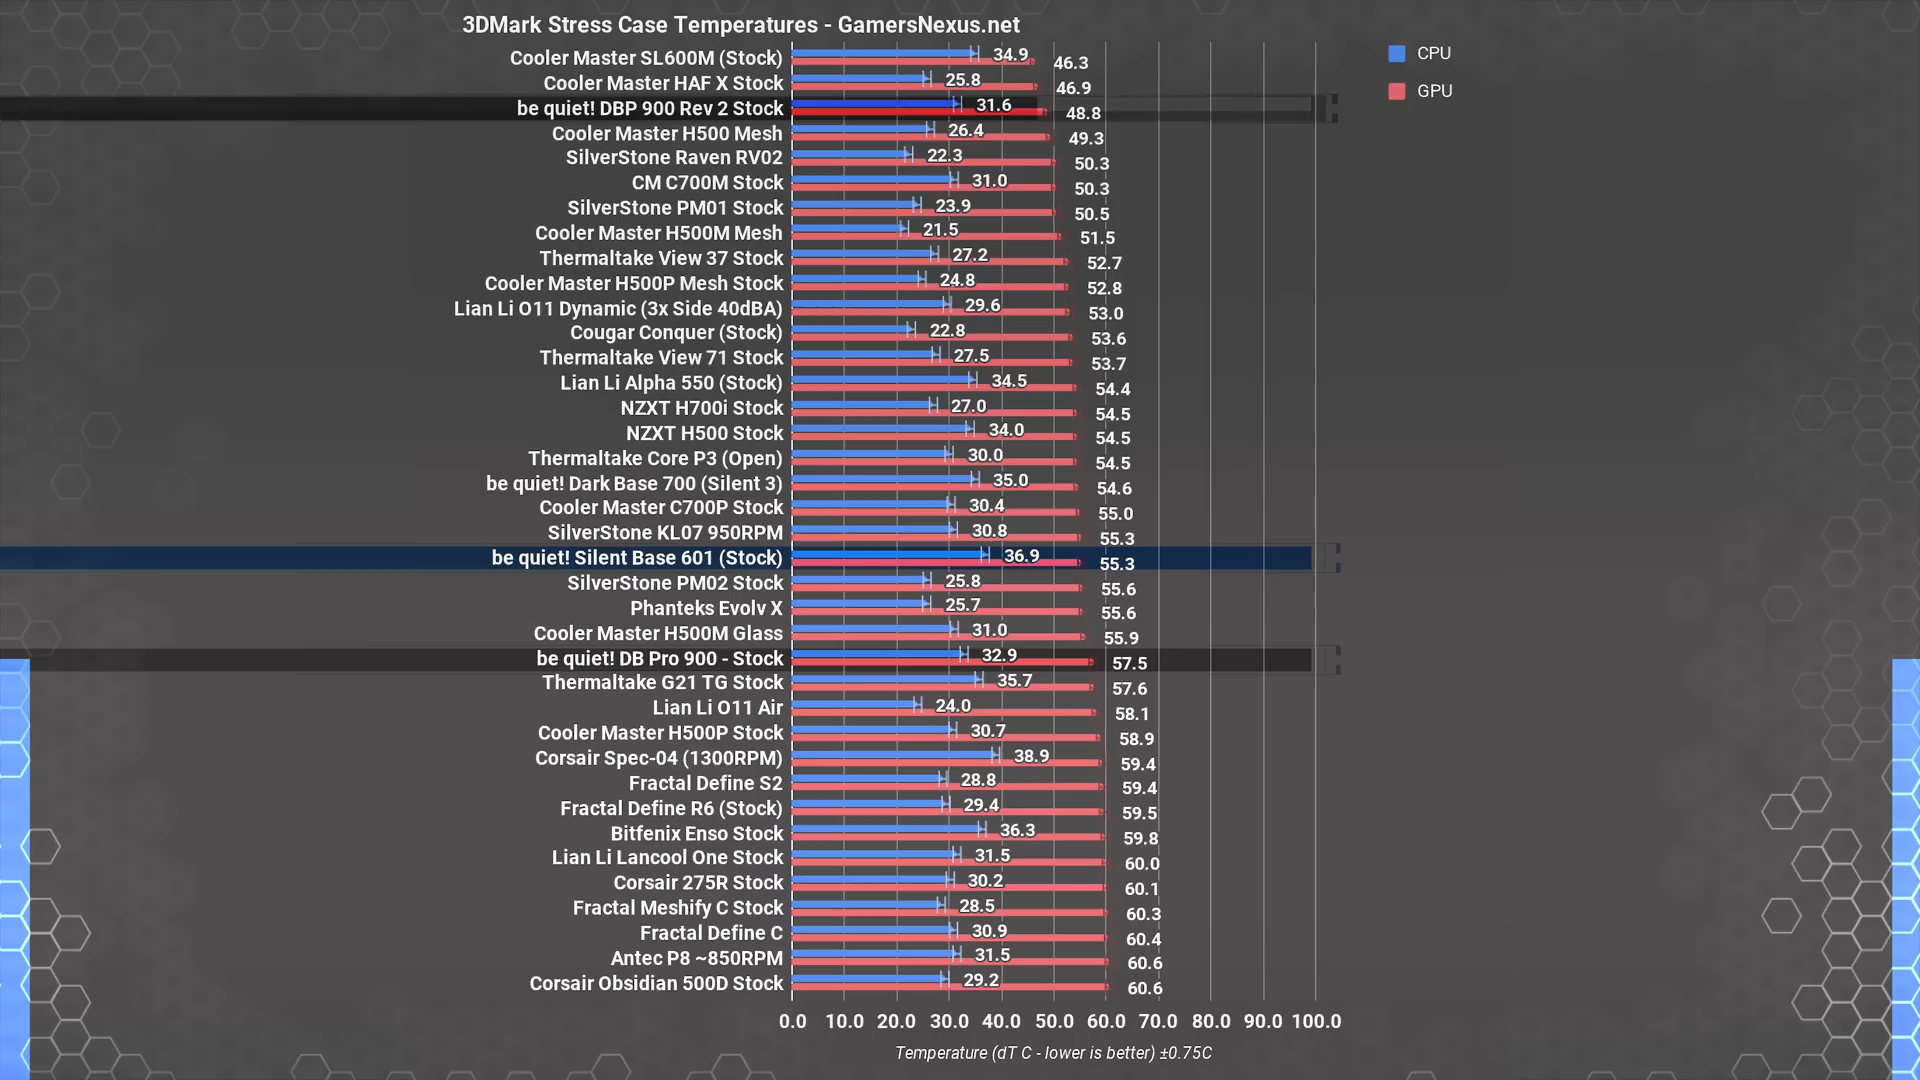 3DMark Stress Case Temperatures - GamersNexus.net
CPU
GPU
Cooler Master SL600M (Stock) 34.9 46.3
Cooler Master HAF X Stock 25.8 46.9
be quiet! DBP 900 Rev 2 Stock 31.6 48.8
Cooler Master H500 Mesh 26.4 49.3
SilverStone Raven RV02 22.3 50.3
CM C700M Stock 31.0 50.3
SilverStone PM01 Stock 23.9 50.5
Cooler Master H500M Mesh 21.5 51.5
Thermaltake View 37 Stock 27.2 52.7
Cooler Master H500P Mesh Stock 24.8 52.8
Lian Li O11 Dynamic (3x Side 40dBA) 29.6 53.0
Cougar Conquer (Stock) 22.8 53.6
Thermaltake View 71 Stock 27.5 53.7
Lian Li Alpha 550 (Stock) 34.5 54.4
NZXT H700i Stock 27.0 54.5
NZXT H500 Stock 34.0 54.5
Thermaltake Core P3 (Open) 30.0 54.5
be quiet! Dark Base 700 (Silent 3) 35.0 54.6
Cooler Master C700P Stock 30.4 55.0
SilverStone KL07 950RPM 30.8 55.3
be quiet! Silent Base 601 (Stock) 36.9 55.3
SilverStone PM02 Stock 25.8 55.6
Phanteks Evolv X 25.7 55.6
Cooler Master H500M Glass 31.0 55.9
be quiet! DB Pro 900 - Stock 32.9 57.5
Thermaltake G21 TG Stock 35.7 57.6
Lian Li O11 Air 24.0 58.1
Cooler Master H500P Stock 30.7 58.9
Corsair Spec-04 (1300RPM) 38.9 59.4
Fractal Define S2 28.8 59.4
Fractal Define R6 (Stock) 29.4 59.5
Bitfenix Enso Stock 36.3 59.8
Lian Li Lancool One Stock 31.5 60.0
Corsair 275R Stock 30.2 60.1
Fractal Meshify C Stock 28.5 60.3
Fractal Define C 30.9 60.4
Antec P8 ~850RPM 31.5 60.6
Corsair Obsidian 500D Stock 29.2 60.6
0.0 10.0 20.0 30.0 40.0 50.0 60.0 70.0 80.0 90.0 100.0
Temperature (dT C - lower is better) ±0.75C